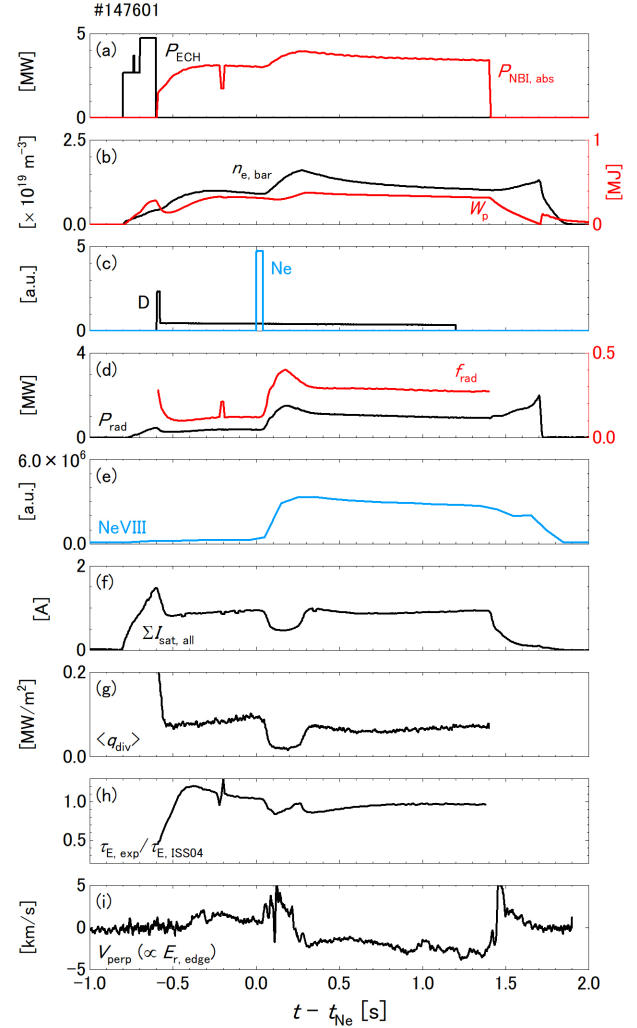 #147601
(a)
P_ECH
P_NBI, abs
[MW]
5
0
(b)
n_e, bar
W_p
[× 10^19 m^−3]
2.5
0.0
[MJ]
1
0
(c)
D
Ne
[a.u.]
5
0
(d)
f_rad
P_rad
[MW]
4
0
0.5
0.0
(e)
NeVIII
[a.u.]
6.0 × 10^6
0.0
(f)
ΣI_sat, all
[A]
2
0
(g)
<q_div>
[MW/m^2]
0.2
0.0
(h)
τ_E, exp/τ_E, ISS04
1.0
0.5
(i)
V_perp (∝ E_r, edge)
[km/s]
5
0
−5
−1.0 −0.5 0.0 0.5 1.0 1.5 2.0
t − t_Ne [s]